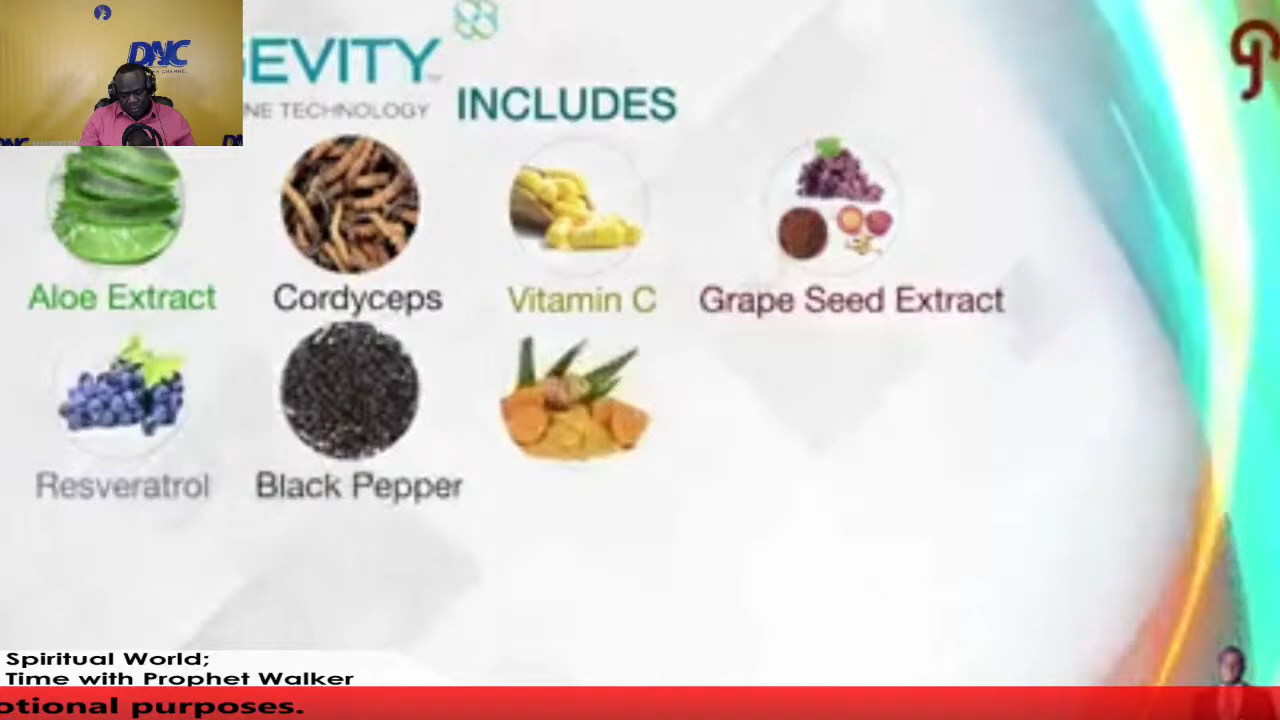 DNC
EVITY
NE TECHNOLOGY
INCLUDES
Aloe Extract
Cordyceps
Vitamin C
Grape Seed Extract
Resveratrol
Black Pepper
Spiritual World;
Time with Prophet Walker
otional purposes.